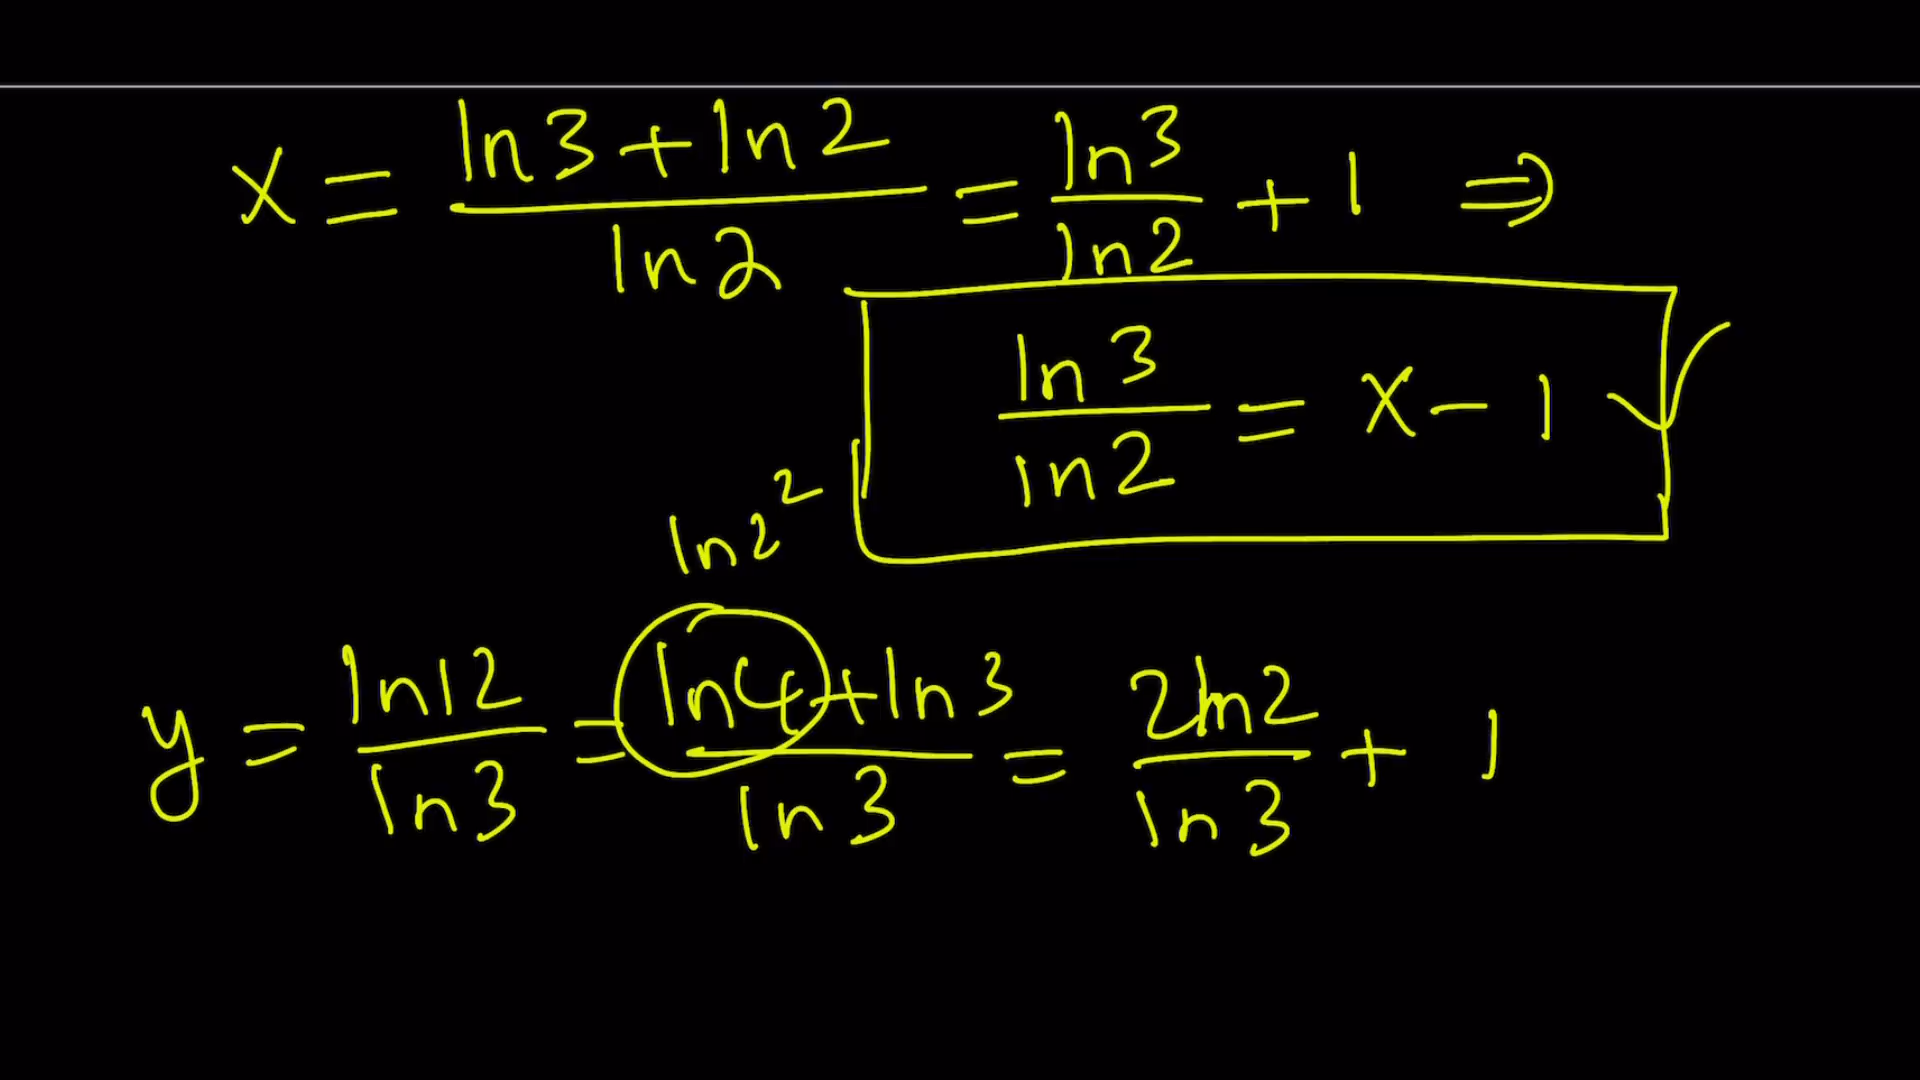 x = ln3 + ln2 / ln2 = ln3 / ln2 + 1 ⇒
ln3 / ln2 = x - 1 ✓
ln2²
y = ln12 / ln3 = ln4 + ln3 / ln3 = 2ln2 / ln3 + 1